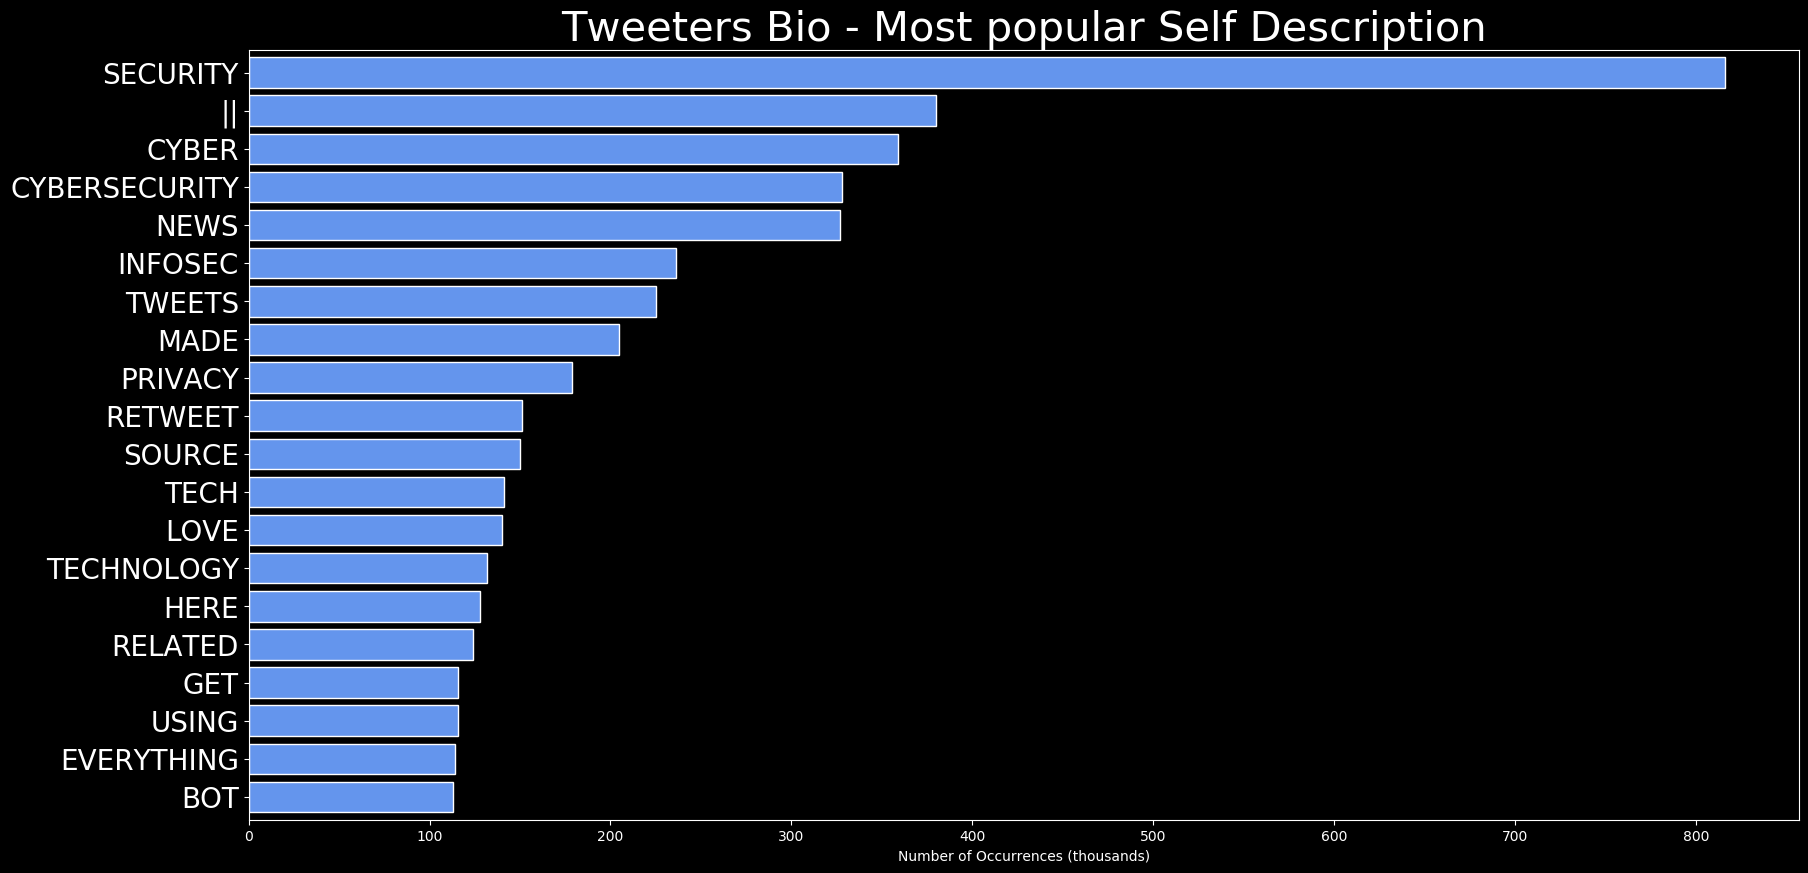 Tweeters Bio - Most popular Self Description
SECURITY
||
CYBER
CYBERSECURITY
NEWS
INFOSEC
TWEETS
MADE
PRIVACY
RETWEET
SOURCE
TECH
LOVE
TECHNOLOGY
HERE
RELATED
GET
USING
EVERYTHING
BOT
0 100 200 300 400 500 600 700 800
Number of Occurrences (thousands)